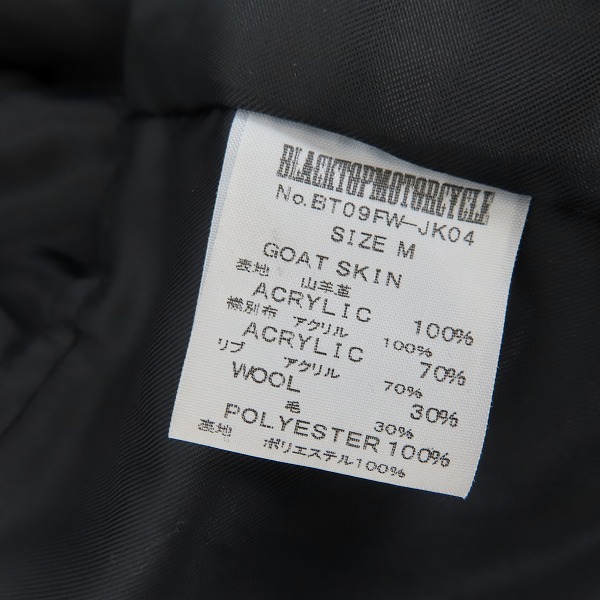 BLACKTOPMOTORCYCLE
No.BT09FW-JK04
SIZE M
GOAT SKIN
表地 山羊革
ACRYLIC 100%
襟別布 アクリル 100%
ACRYLIC 70%
リブ アクリル 70%
WOOL 30%
毛 30%
POLYESTER 100%
裏地 ポリエステル100%